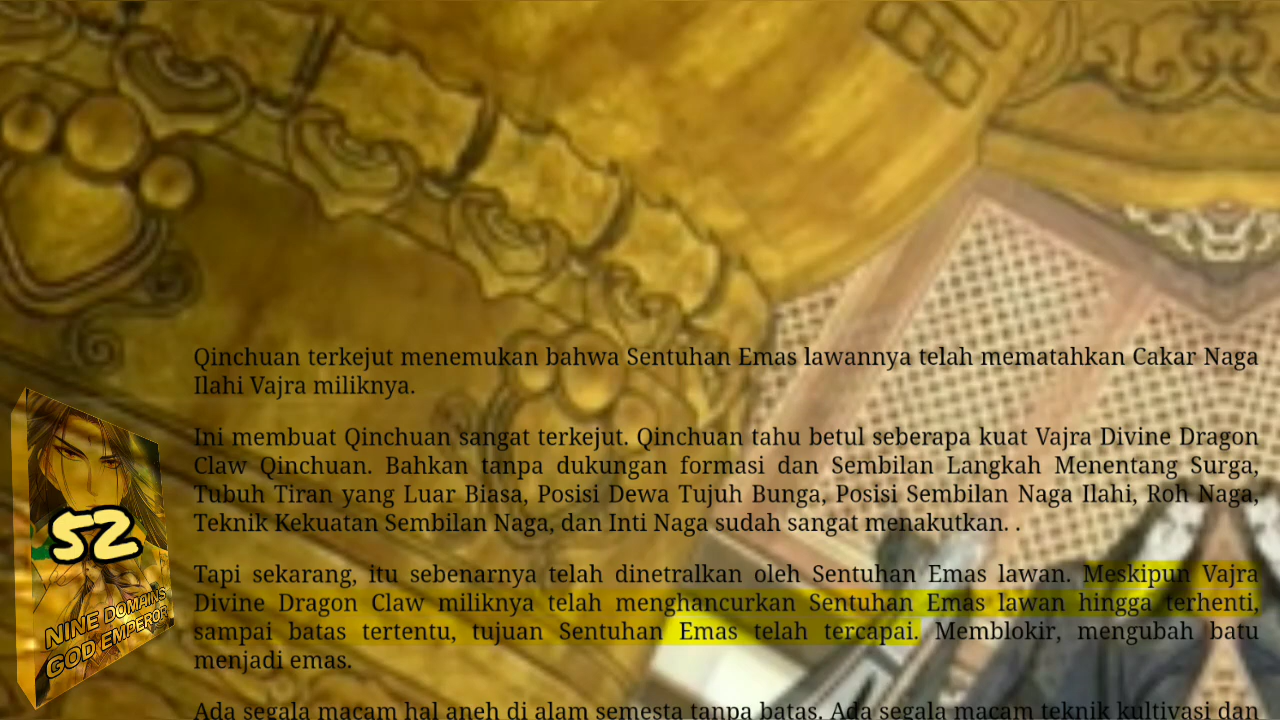 Qinchuan terkejut menemukan bahwa Sentuhan Emas lawannya telah mematahkan Cakar Naga
Ilahi Vajra miliknya.
Ini membuat Qinchuan sangat terkejut. Qinchuan tahu betul seberapa kuat Vajra Divine Dragon
Claw Qinchuan. Bahkan tanpa dukungan formasi dan Sembilan Langkah Menentang Surga,
Tubuh Tiran yang Luar Biasa, Posisi Dewa Tujuh Bunga, Posisi Sembilan Naga Ilahi, Roh Naga,
Teknik Kekuatan Sembilan Naga, dan Inti Naga sudah sangat menakutkan. .
Tapi sekarang, itu sebenarnya telah dinetralkan oleh Sentuhan Emas lawan. Meskipun Vajra
Divine Dragon Claw miliknya telah menghancurkan Sentuhan Emas lawan hingga terhenti,
sampai batas tertentu, tujuan Sentuhan Emas telah tercapai. Memblokir, mengubah batu
menjadi emas.
Ada segala macam hal aneh di alam semesta tanpa batas. Ada segala macam teknik kultivasi dan
52
NINE DOMAINS
GOD EMPEROR